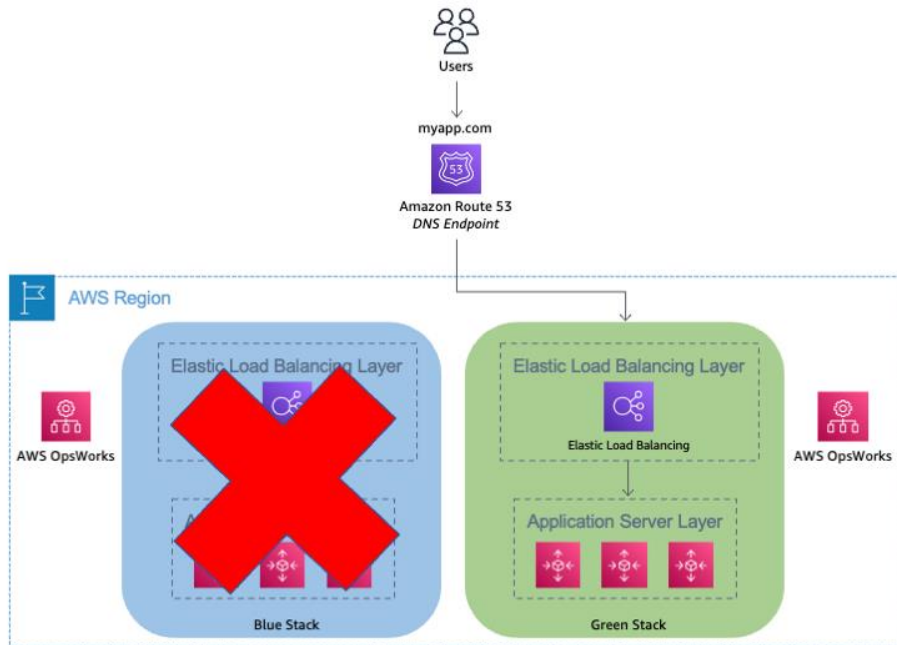 Users
myapp.com
53
Amazon Route 53
DNS Endpoint
AWS Region
Elastic Load Balancing Layer
Elastic Load Balancing Layer
Elastic Load Balancing
AWS OpsWorks
AWS OpsWorks
A
Application Server Layer
Blue Stack
Green Stack